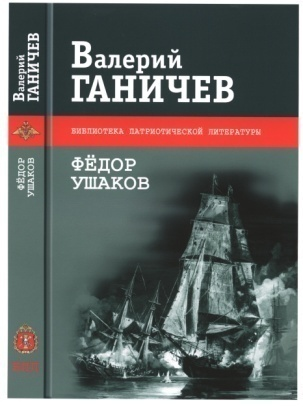 Валерий
ГАНИЧЕВ
БИБЛИОТЕКА ПАТРИОТИЧЕСКОЙ ЛИТЕРАТУРЫ
ФЁДОР
УШАКОВ
Валерий
ГАНИЧЕВ
ФЁДОР
УШАКОВ